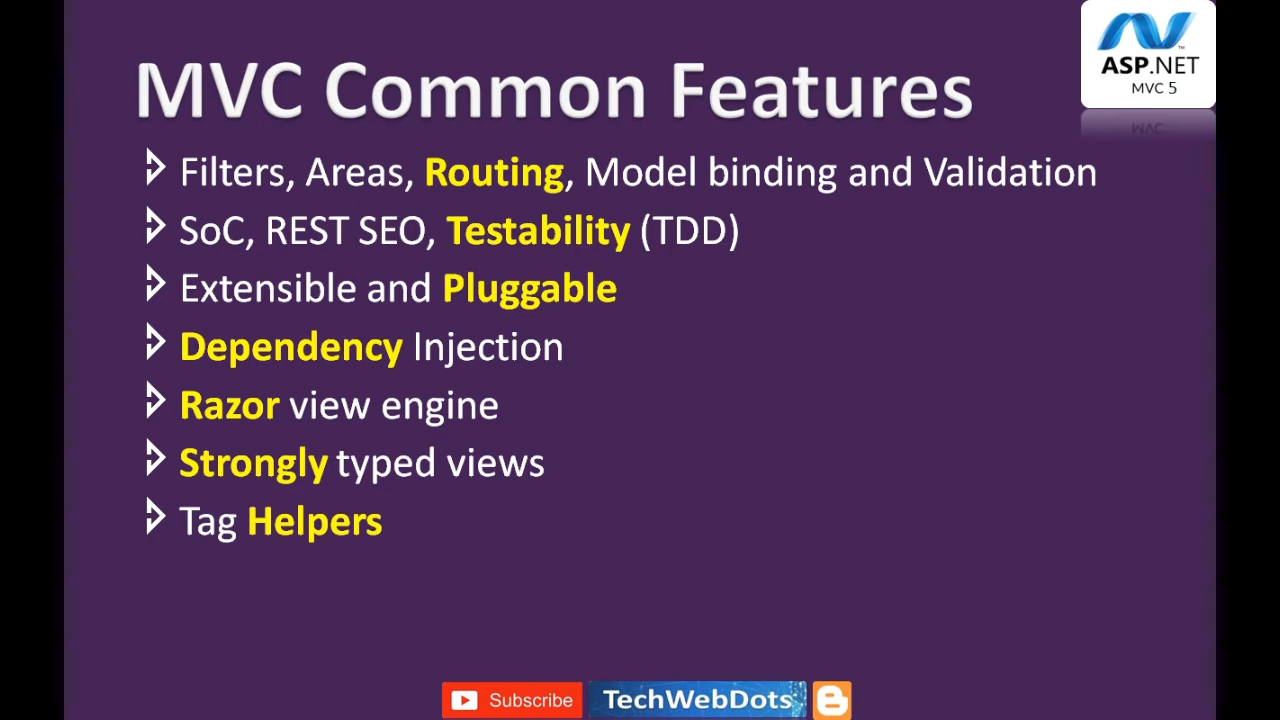 ASP.NET
MVC 5
MVC Common Features
Filters, Areas, Routing, Model binding and Validation
SoC, REST SEO, Testability (TDD)
Extensible and Pluggable
Dependency Injection
Razor view engine
Strongly typed views
Tag Helpers
Subscribe
TechWebDots